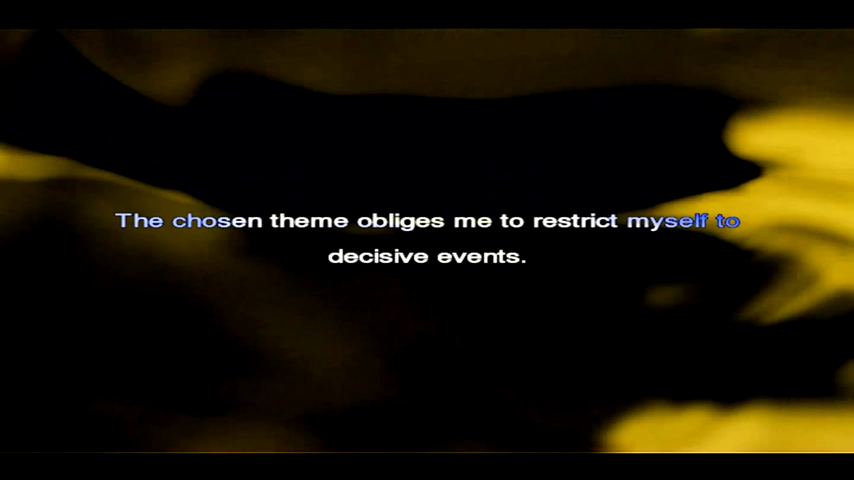 The chosen theme obliges me to restrict myself to
decisive events.